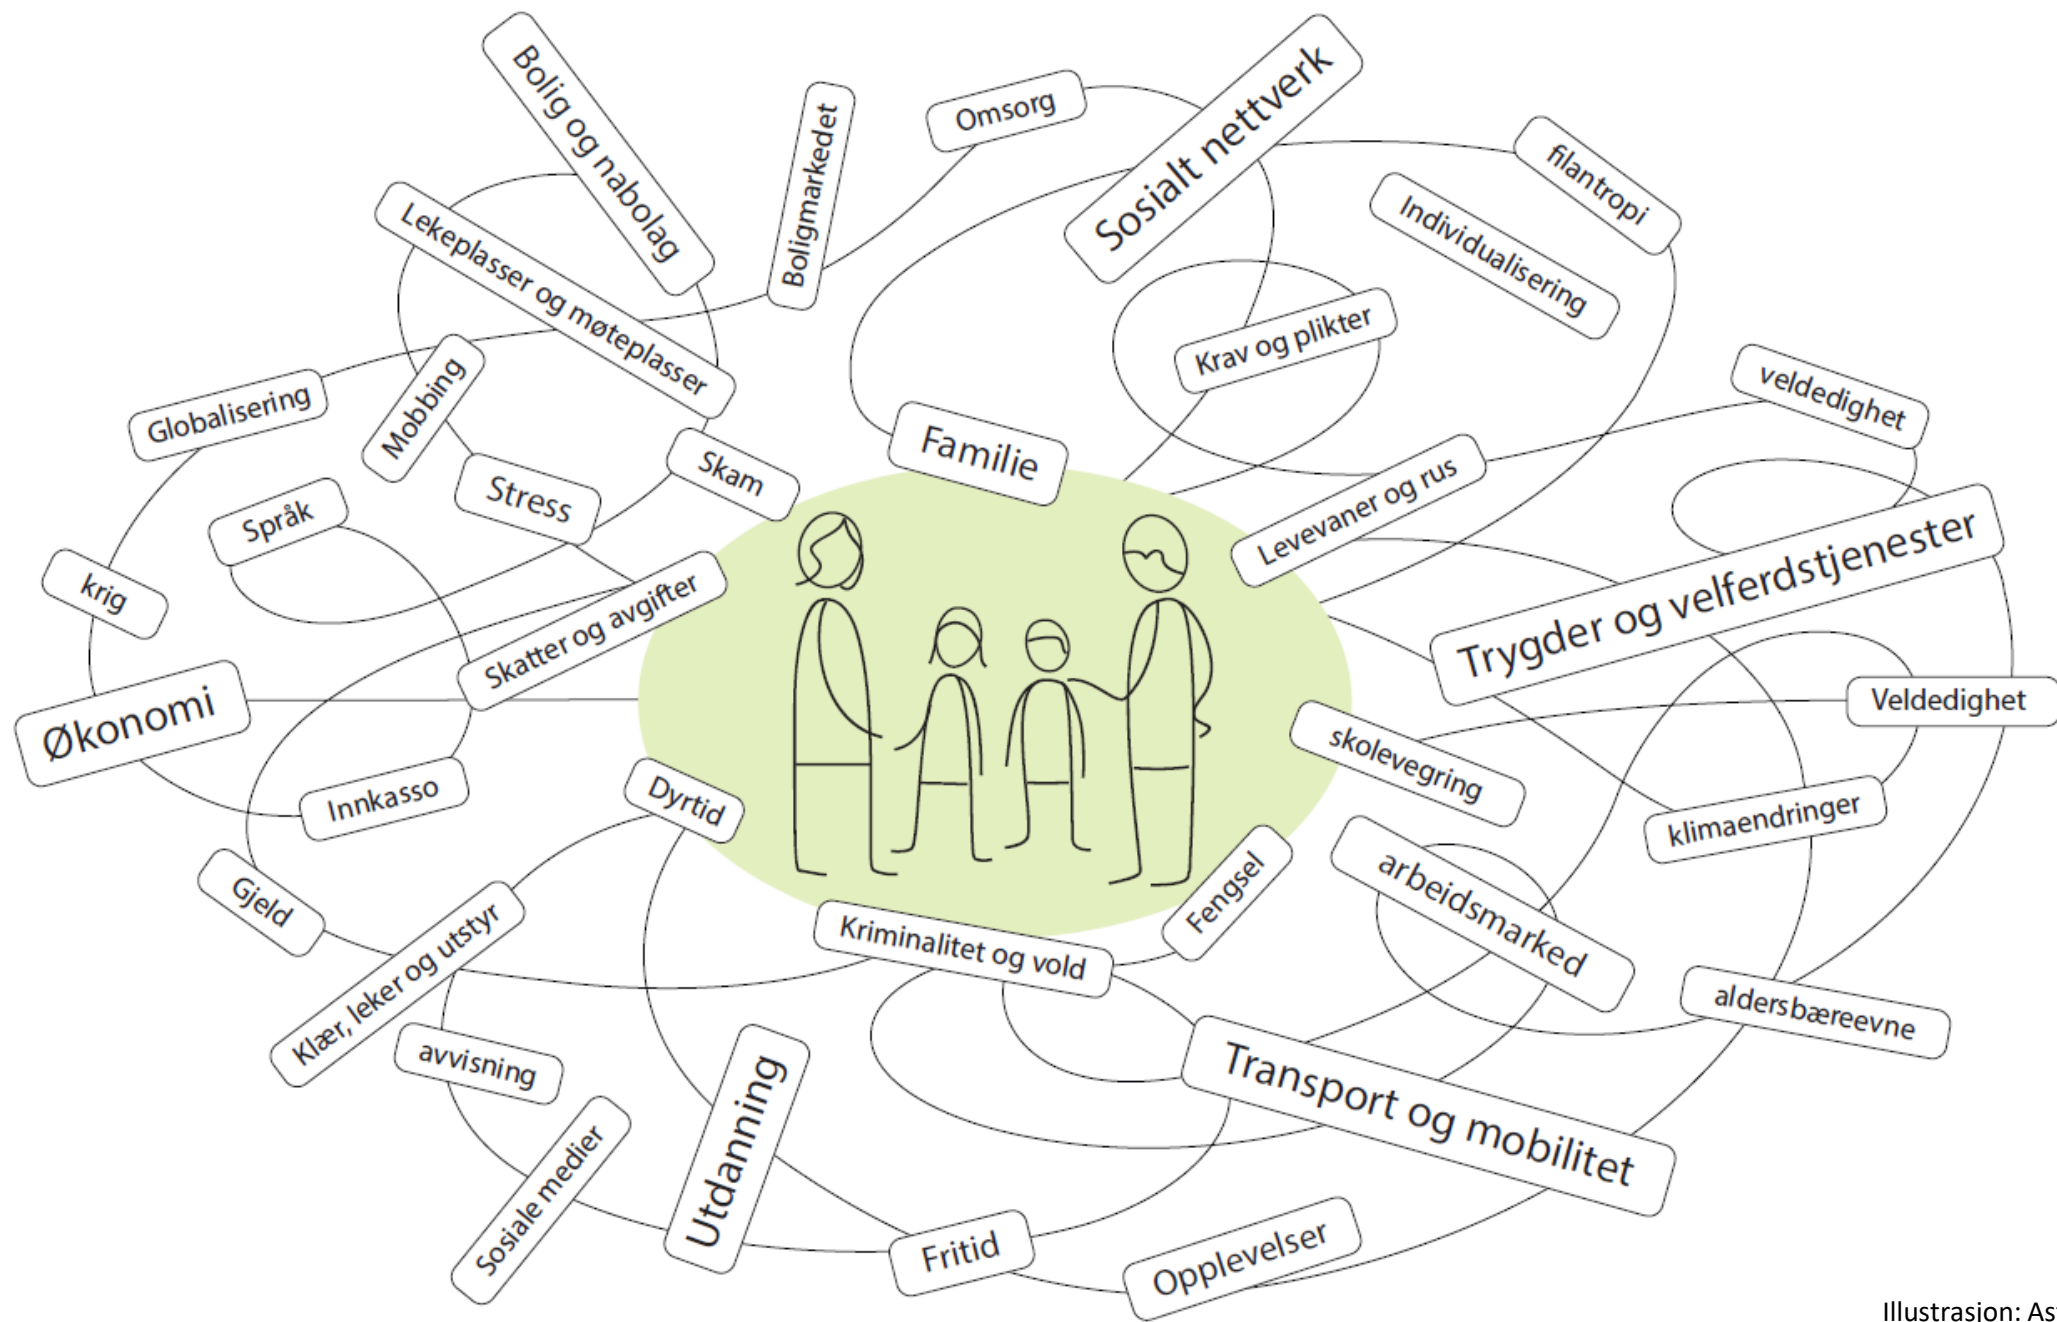 Bolig og nabolag
Boligmarkedet
Omsorg
Sosialt nettverk
filantropi
Individualisering
Lekeplasser og møteplasser
Krav og plikter
veldedighet
Globalisering
Mobbing
Skam
Familie
Stress
Språk
Levevaner og rus
Trygder og velferdstjenester
krig
Skatter og avgifter
Økonomi
Veldedighet
skolevegring
Innkasso
Dyrtid
klimaendringer
Gjeld
Fengsel
arbeidsmarked
Klær, leker og utstyr
Kriminalitet og vold
aldersbæreevne
avvisning
Transport og mobilitet
Utdanning
Sosiale medier
Fritid
Opplevelser
Illustrasjon: As